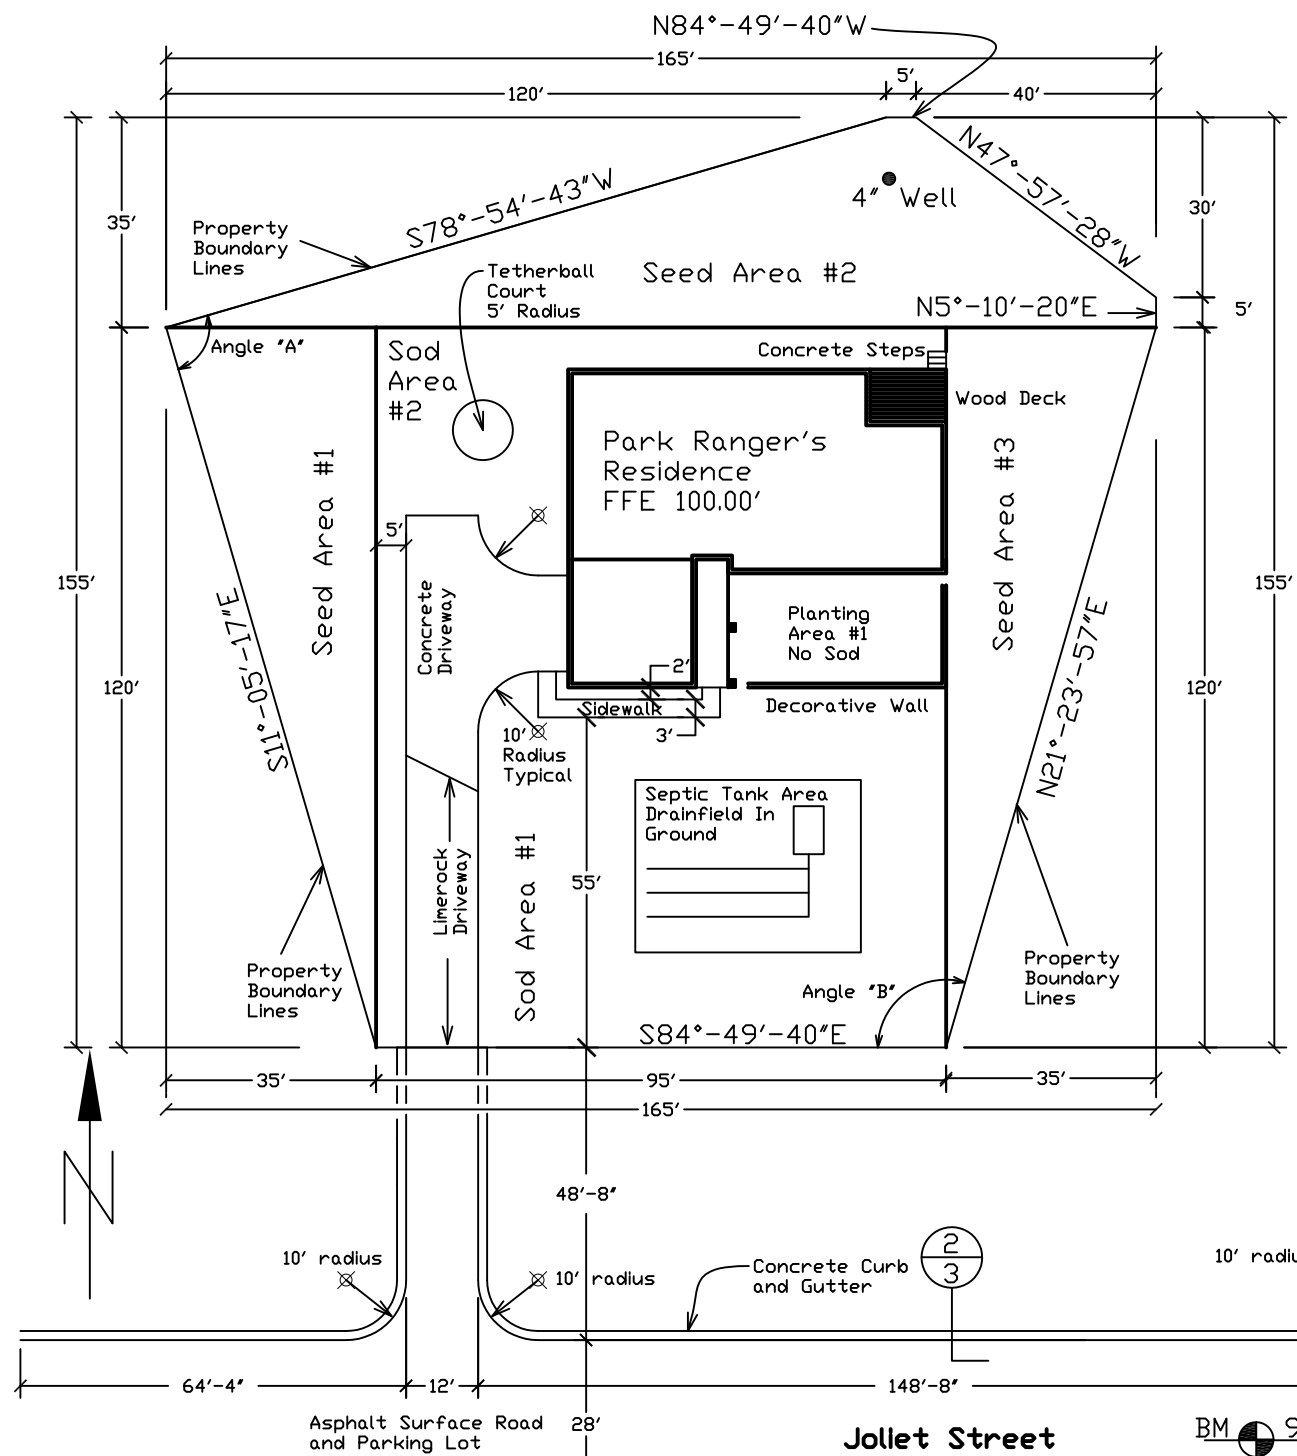 N84°-49'-40"W
165'
5'
120'
40'
N47°-57'-28"W
S78°-54'-43"W
4" Well
35'
Property
Boundary
Lines
30'
Tetherball
Court
5' Radius
Seed Area #2
N5°-10'-20"E
5'
Angle "A"
Sod
Area
#2
Concrete Steps
Wood Deck
Park Ranger's
Residence
FFE 100.00'
Seed Area #1
Seed Area #3
5'
155'
155'
Concrete
Driveway
Planting
Area #1
No Sod
S11°-05'-17"E
N21°-23'-57"E
2'
120'
120'
Sidewalk
Decorative Wall
3'
10'
Radius
Typical
Septic Tank Area
Drainfield In
Ground
Limerock
Driveway
55'
Sod Area #1
Property
Boundary
Lines
Property
Boundary
Lines
Angle "B"
S84°-49'-40"E
35'
95'
35'
165'
N
48'-8"
10' radius
10' radius
Concrete Curb
and Gutter
2
3
10' radiu
64'-4"
12'
148'-8"
Asphalt Surface Road
and Parking Lot
28'
Joliet Street
BM 9